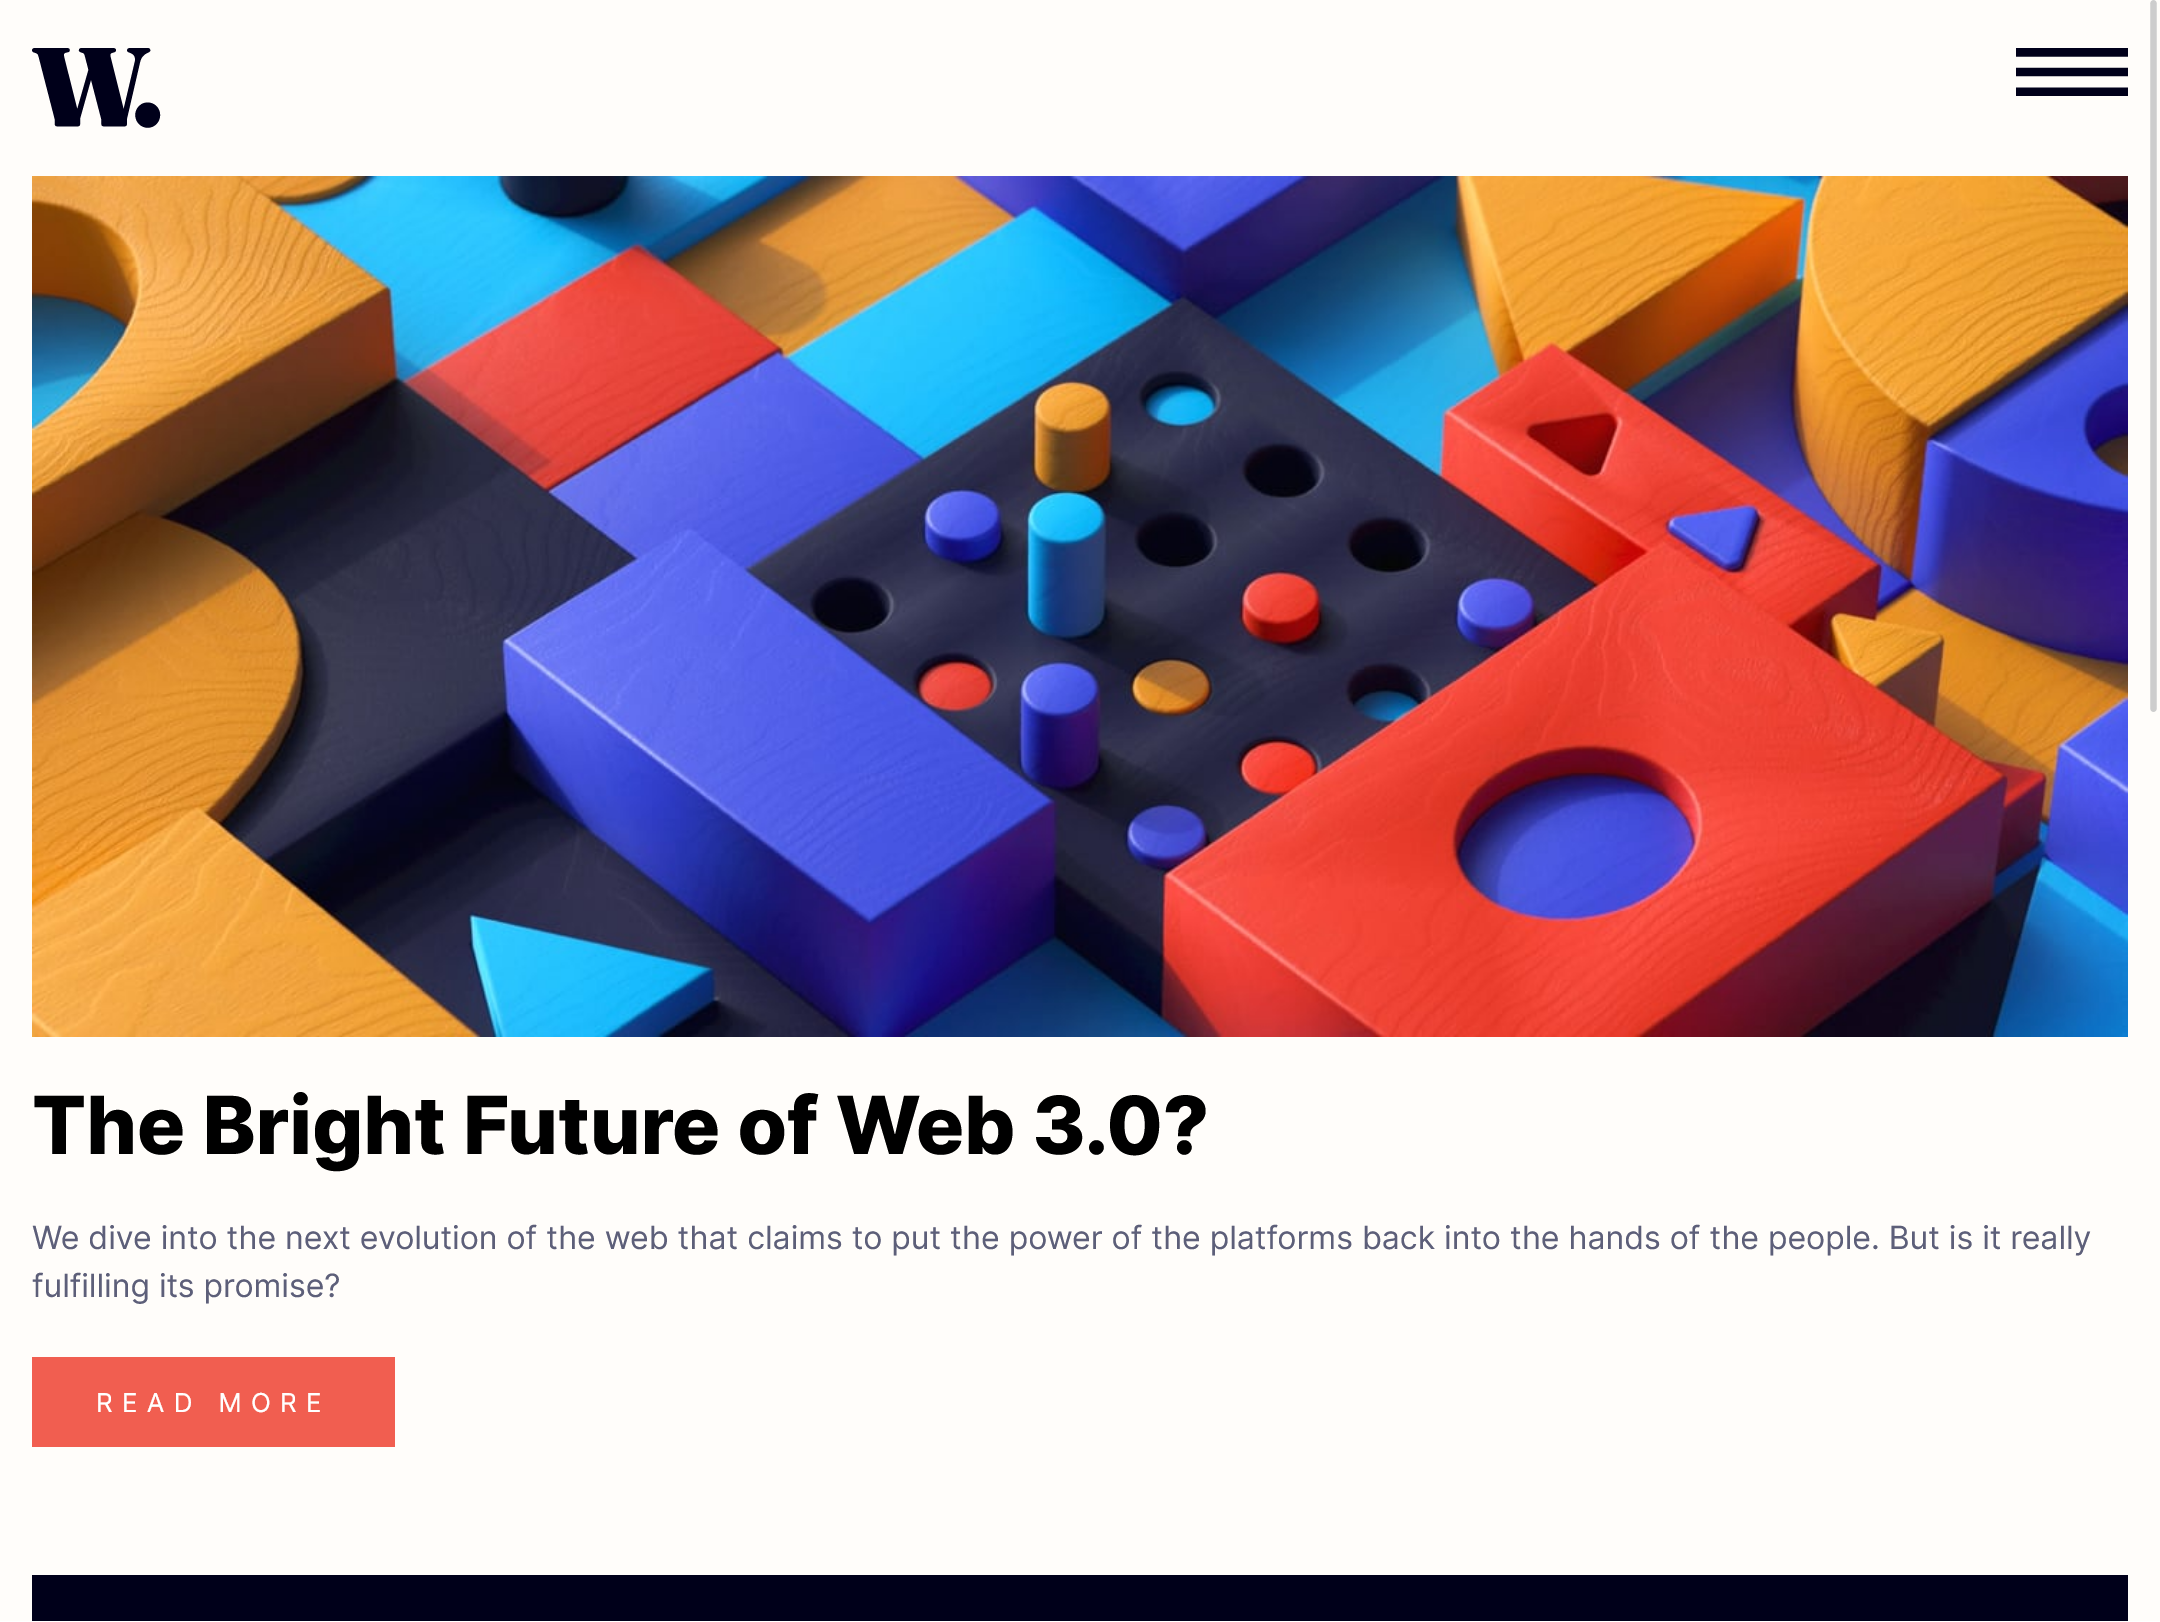 W.
The Bright Future of Web 3.0?
We dive into the next evolution of the web that claims to put the power of the platforms back into the hands of the people. But is it really
fulfilling its promise?
READ MORE